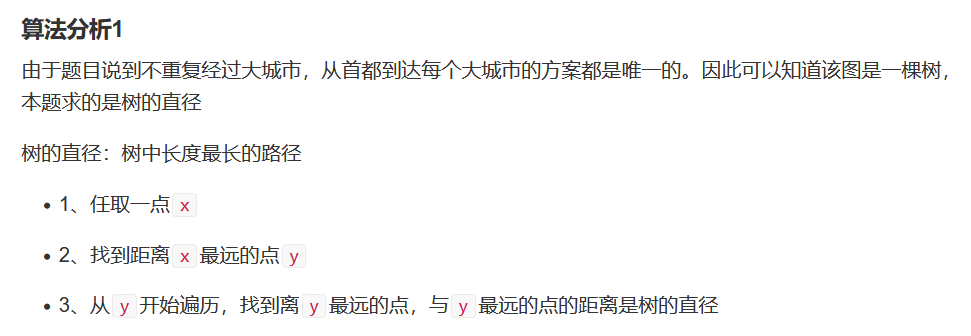 算法分析1
由于题目说到不重复经过大城市，从首都到达每个大城市的方案都是唯一的。因此可以知道该图是一棵树，
本题求的是树的直径
树的直径：树中长度最长的路径
• 1、任取一点 x
• 2、找到距离 x 最远的点 y
• 3、从 y 开始遍历，找到离 y 最远的点，与 y 最远的点的距离是树的直径